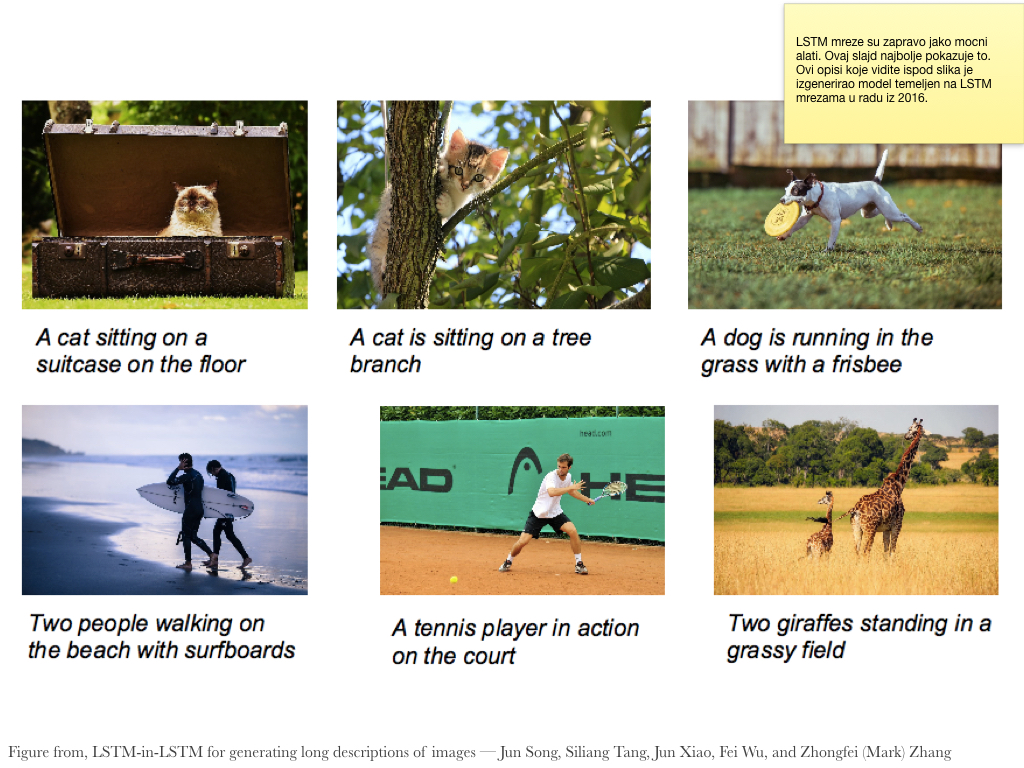 LSTM mreze su zapravo jako mocni
alati. Ovaj slajd najbolje pokazuje to.
Ovi opisi koje vidite ispod slika je
izgenerirao model temeljen na LSTM
mrezama u radu iz 2016.
A cat sitting on a
suitcase on the floor
A cat is sitting on a tree
branch
A dog is running in the
grass with a frisbee
head.com
EAD
HE
Two people walking on
the beach with surfboards
A tennis player in action
on the court
Two giraffes standing in a
grassy field
Figure from, LSTM-in-LSTM for generating long descriptions of images — Jun Song, Siliang Tang, Jun Xiao, Fei Wu, and Zhongfei (Mark) Zhang